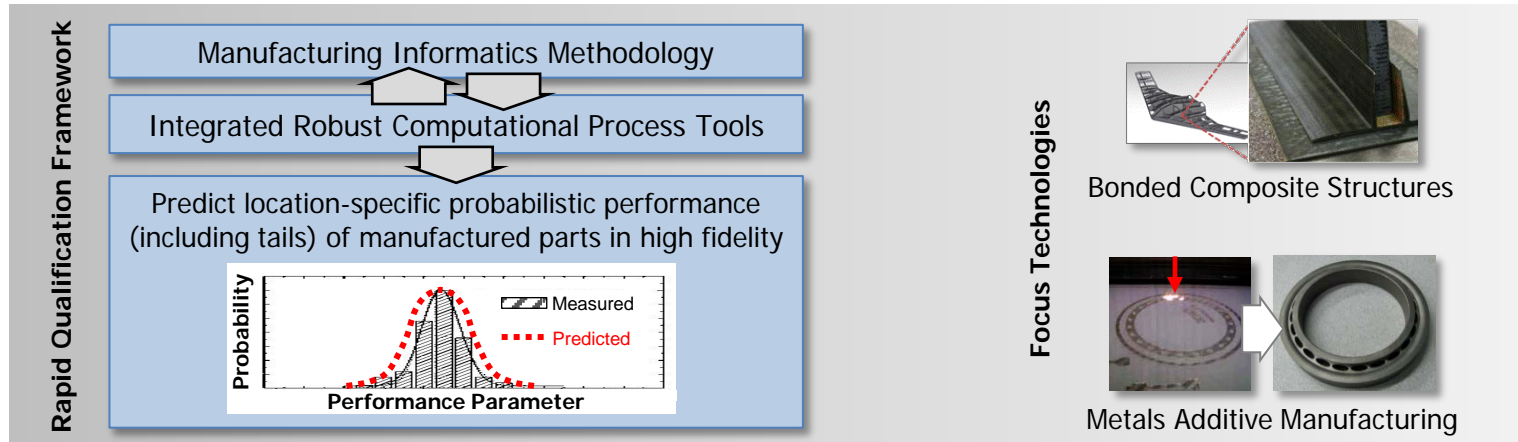 Rapid Qualification Framework
Manufacturing Informatics Methodology
Integrated Robust Computational Process Tools
Predict location-specific probabilistic performance
(including tails) of manufactured parts in high fidelity
Probability
Measured
Predicted
Performance Parameter
Focus Technologies
Bonded Composite Structures
Metals Additive Manufacturing